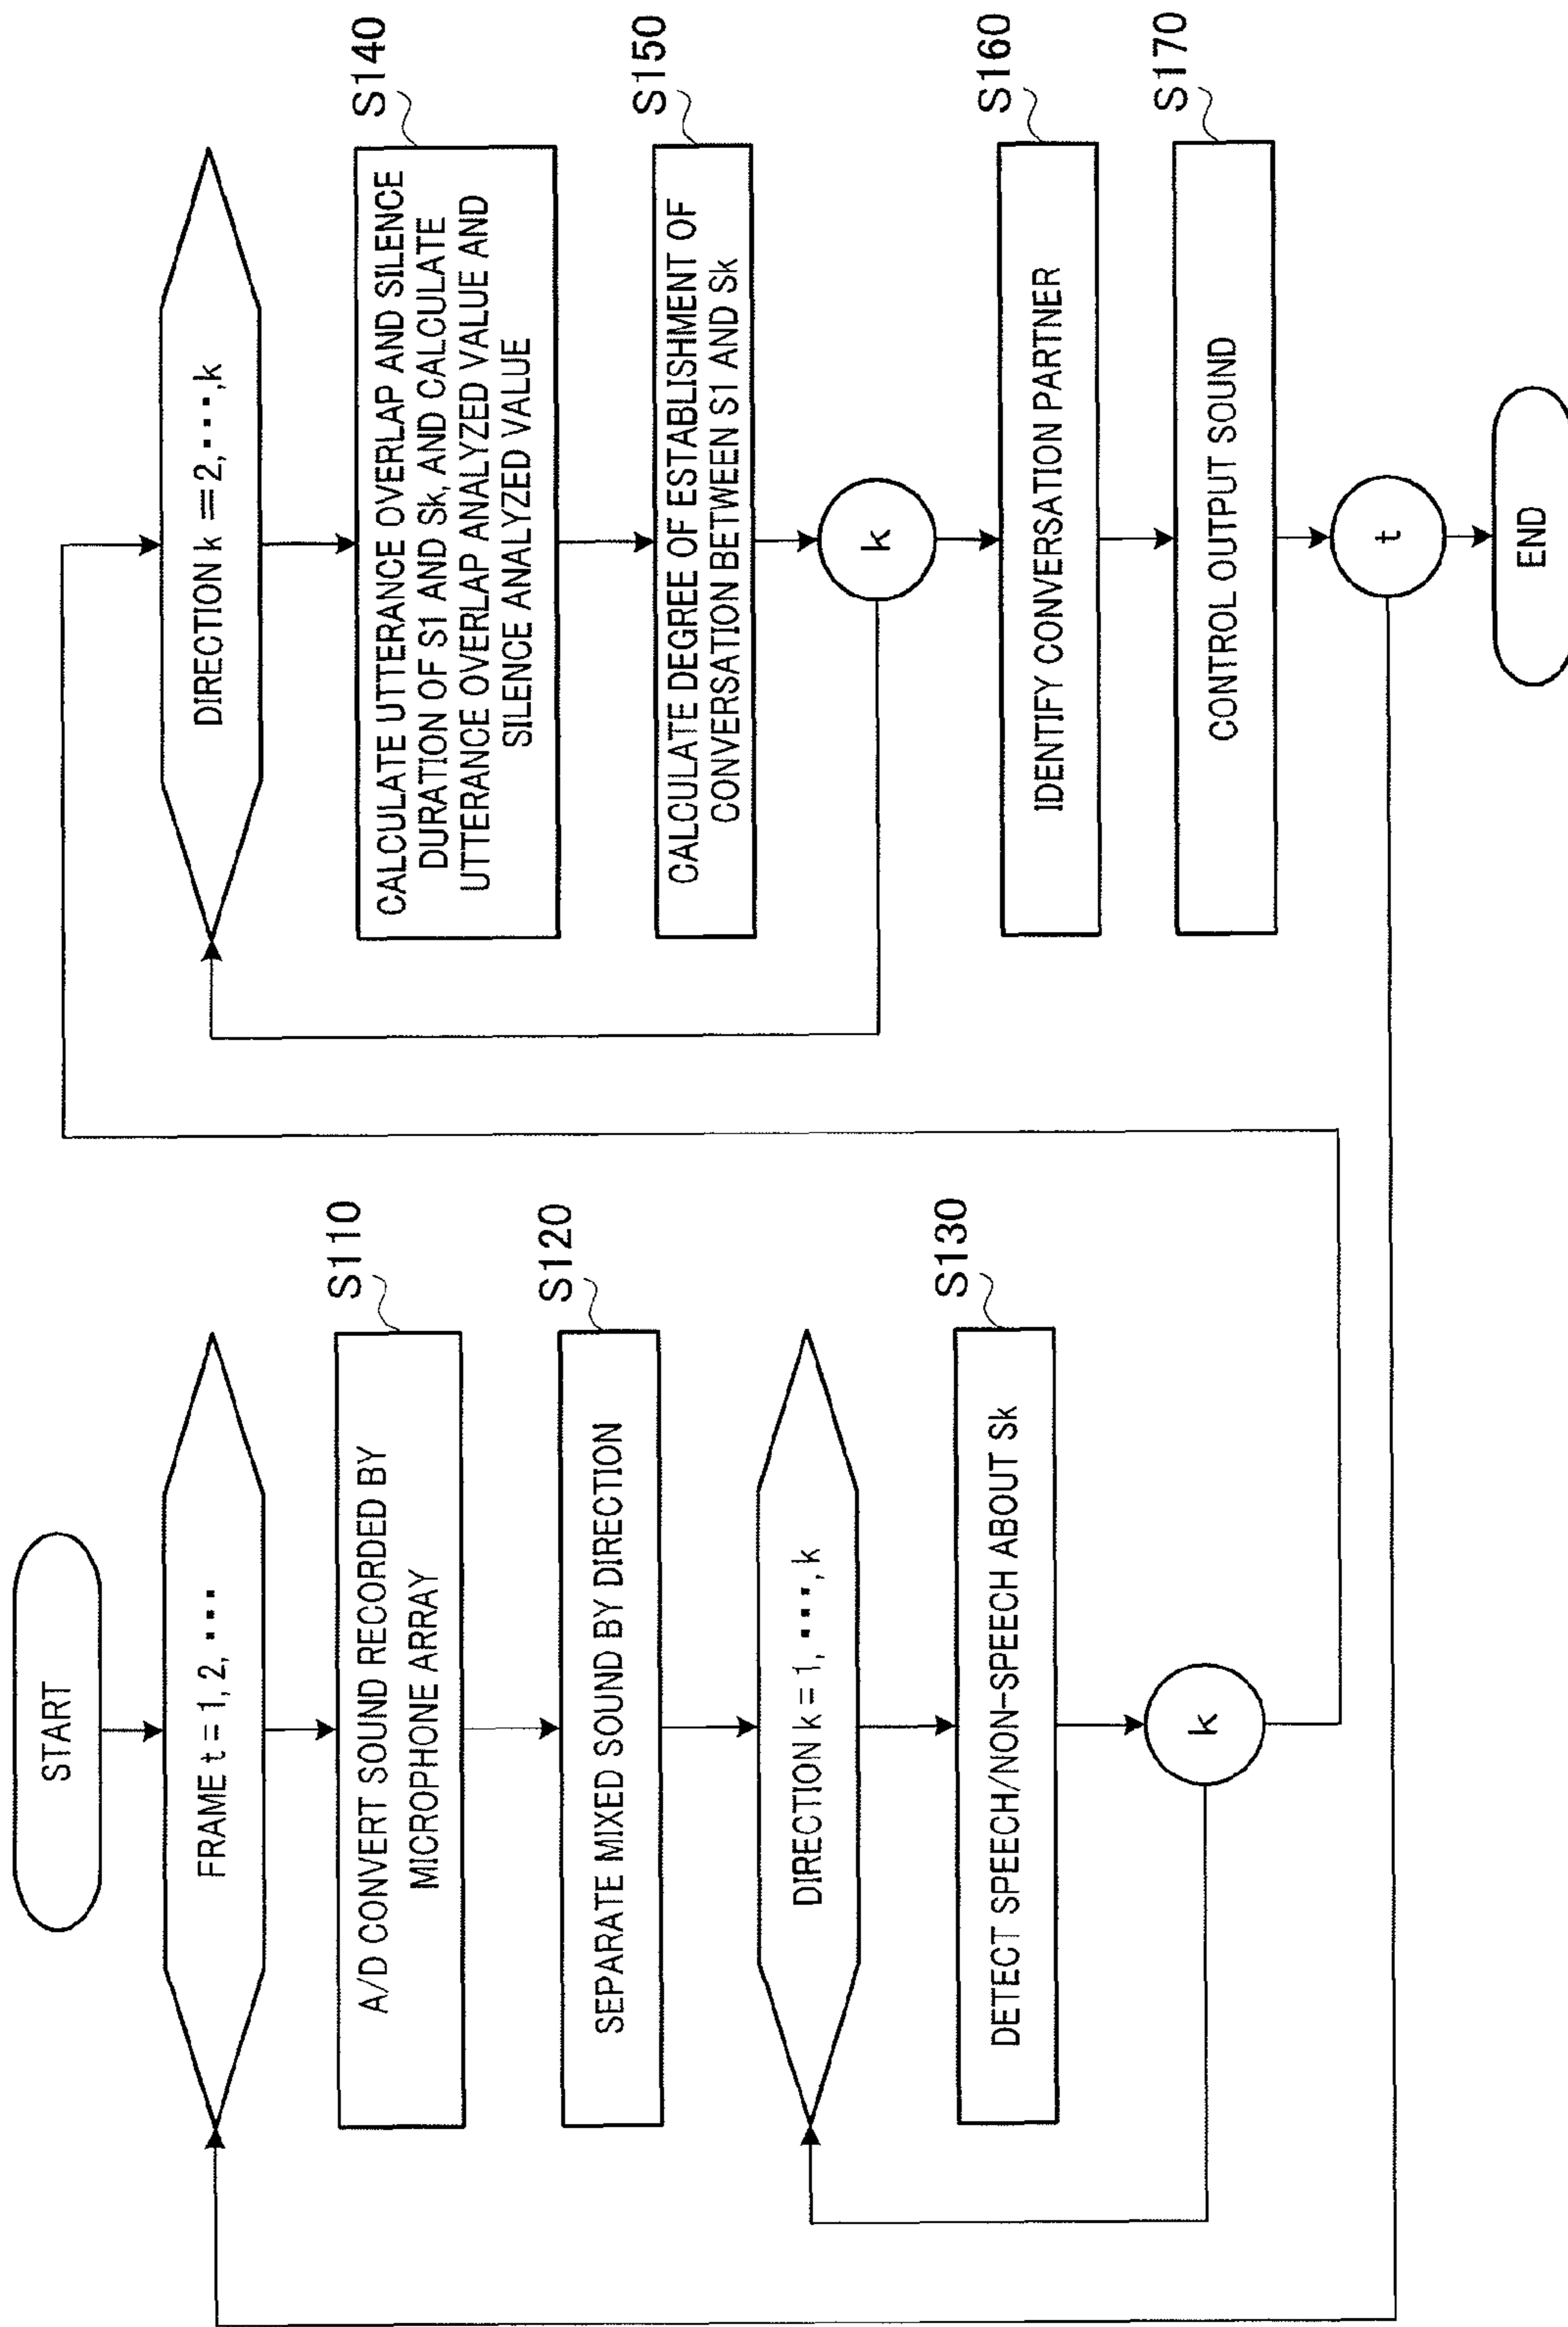 START
FRAME t = 1, 2, ･･･
S110
A/D CONVERT SOUND RECORDED BY
MICROPHONE ARRAY
S120
SEPARATE MIXED SOUND BY DIRECTION
DIRECTION k = 1, ･･･, k
S130
DETECT SPEECH/NON-SPEECH ABOUT Sk
k
DIRECTION k = 2, ･･･, k
S140
CALCULATE UTTERANCE OVERLAP AND SILENCE
DURATION OF S1 AND Sk, AND CALCULATE
UTTERANCE OVERLAP ANALYZED VALUE AND
SILENCE ANALYZED VALUE
S150
CALCULATE DEGREE OF ESTABLISHMENT OF
CONVERSATION BETWEEN S1 AND Sk
k
S160
IDENTIFY CONVERSATION PARTNER
S170
CONTROL OUTPUT SOUND
t
END